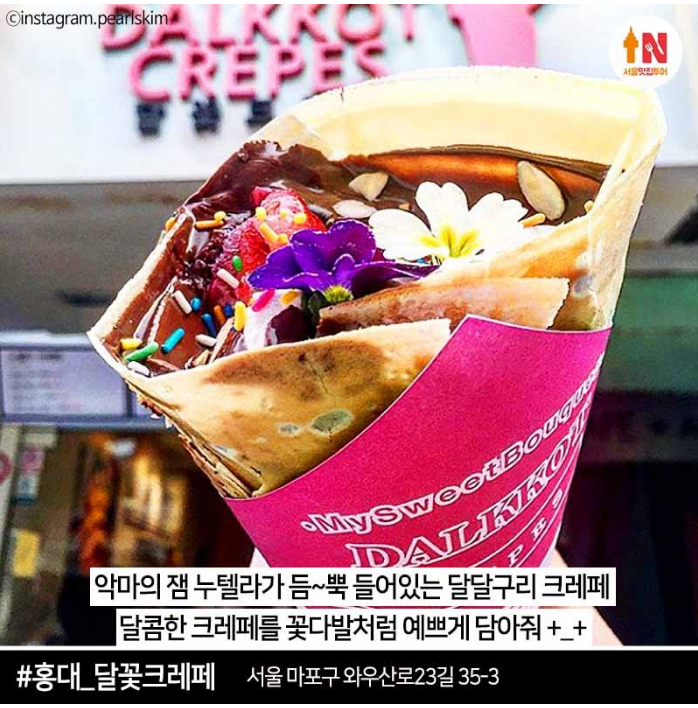 ©instagram.pearlskim
DALKKOT
CREPES
IN
서울맛집투어
•MySweetBouquet
DALKKOT
악마의 잼 누텔라가 듬~뿍 들어있는 달달구리 크레페
달콤한 크레페를 꽃다발처럼 예쁘게 담아줘 +_+
#홍대_달꽃크레페 서울 마포구 와우산로23길 35-3